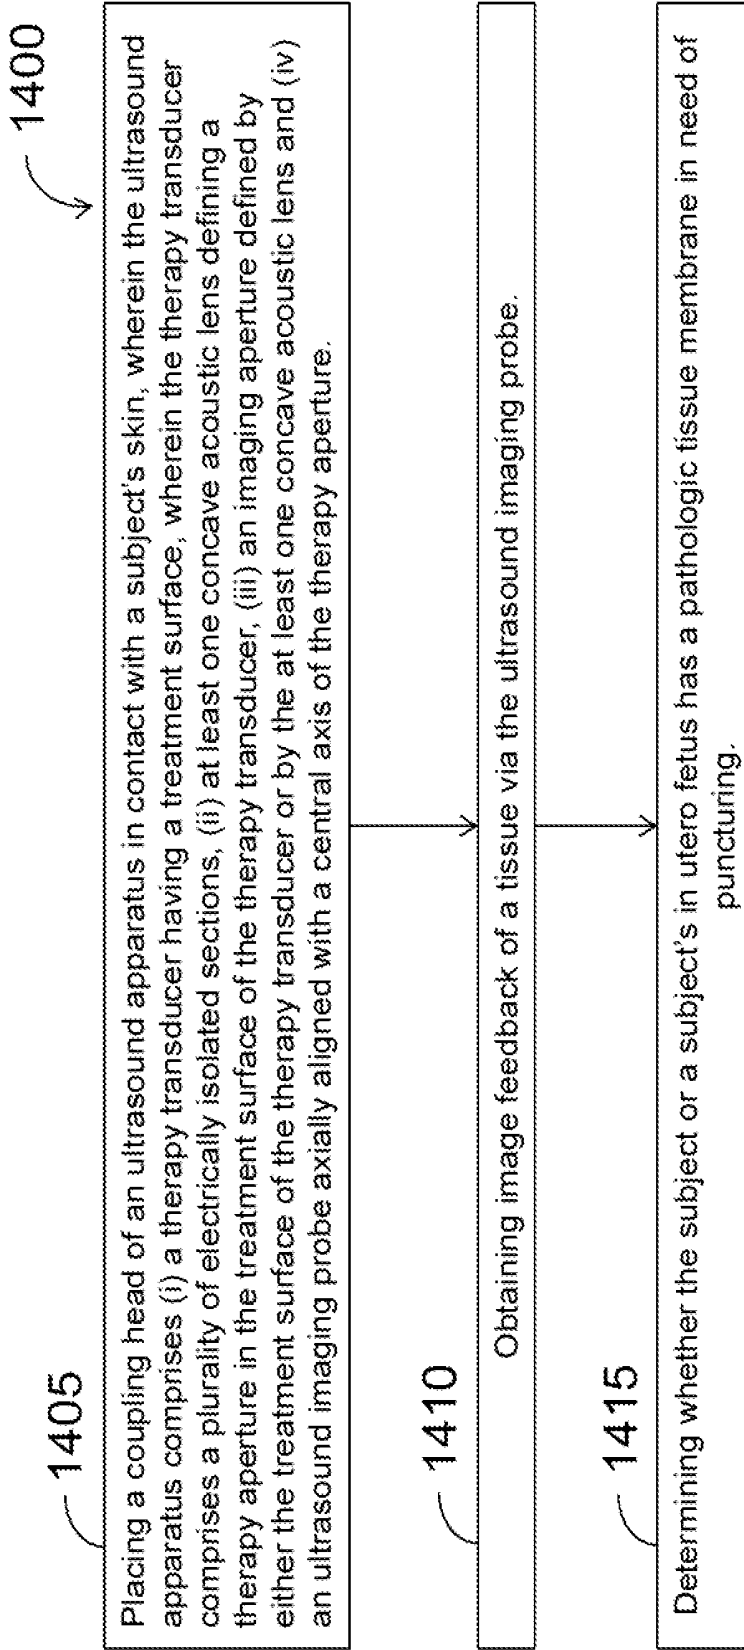 1400
1405
Placing a coupling head of an ultrasound apparatus in contact with a subject's skin, wherein the ultrasound
apparatus comprises (i) a therapy transducer having a treatment surface, wherein the therapy transducer
comprises a plurality of electrically isolated sections, (ii) at least one concave acoustic lens defining a
therapy aperture in the treatment surface of the therapy transducer, (iii) an imaging aperture defined by
either the treatment surface of the therapy transducer or by the at least one concave acoustic lens and (iv)
an ultrasound imaging probe axially aligned with a central axis of the therapy aperture.
1410
Obtaining image feedback of a tissue via the ultrasound imaging probe.
1415
Determining whether the subject or a subject's in utero fetus has a pathologic tissue membrane in need of
puncturing.